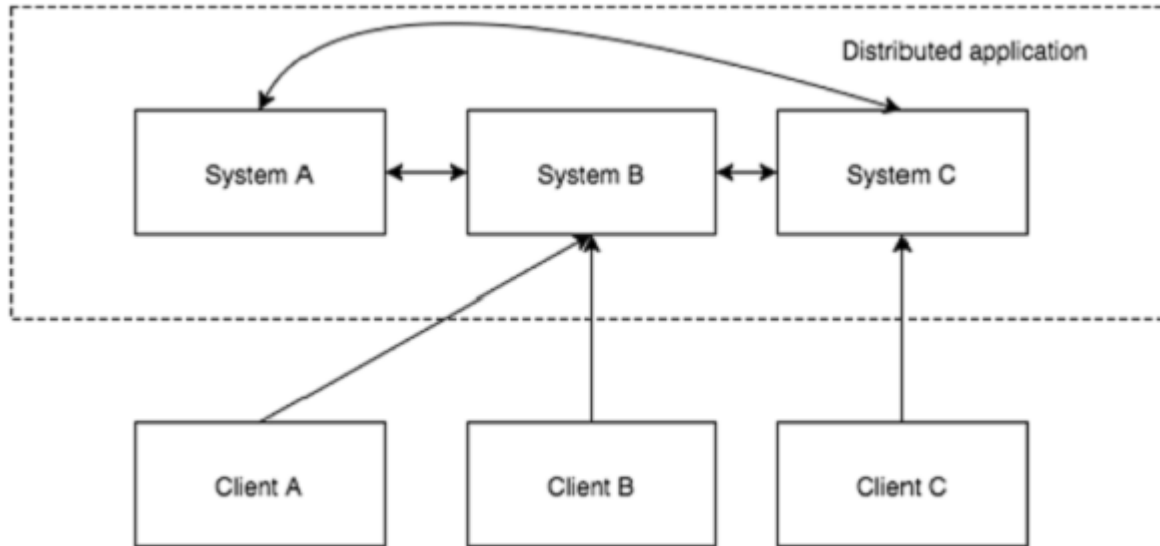 Distributed application
System A
System B
System C
Client A
Client B
Client C